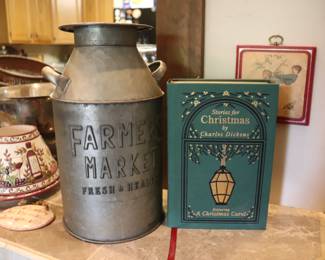 FARME
MARKET
FRESH &
Stories for
Christmas
by
Charles Dickens
featuring
A Christmas Carol